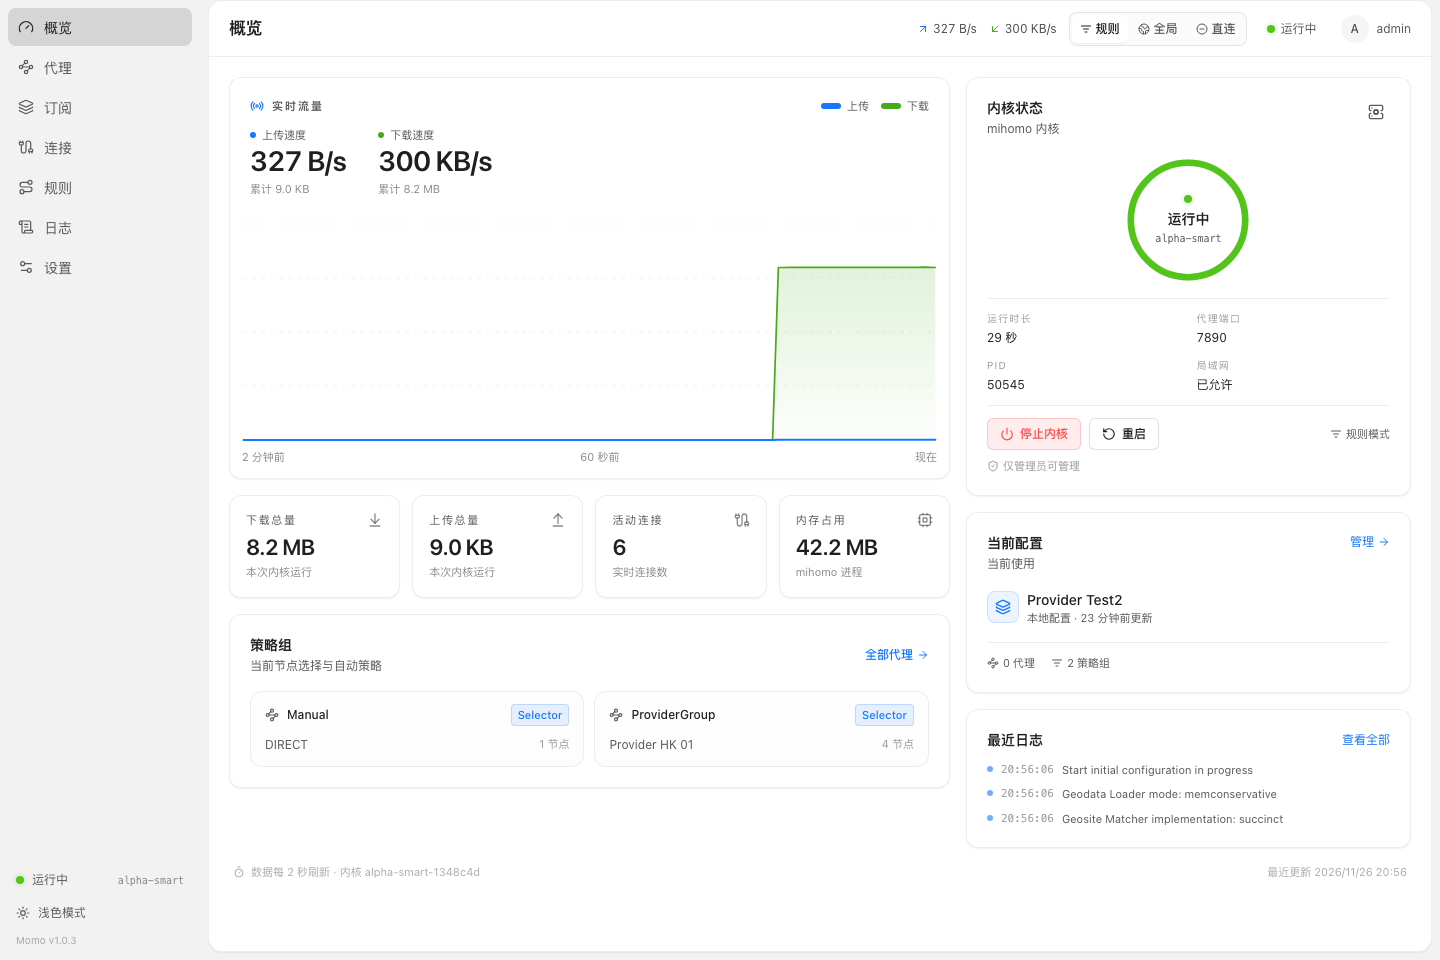 概览
代理
订阅
连接
规则
日志
设置
运行中 alpha-smart
浅色模式
Momo v1.0.3
概览
327 B/s 300 KB/s 规则 全局 直连 运行中 A admin
实时流量 上传 下载
上传速度 下载速度
327 B/s 300 KB/s
累计 9.0 KB 累计 8.2 MB
2 分钟前 60 秒前 现在
下载总量
8.2 MB
本次内核运行
上传总量
9.0 KB
本次内核运行
活动连接
6
实时连接数
内存占用
42.2 MB
mihomo 进程
策略组
当前节点选择与自动策略
全部代理
Manual Selector
DIRECT 1 节点
ProviderGroup Selector
Provider HK 01 4 节点
内核状态
mihomo 内核
运行中
alpha-smart
运行时长 代理端口
29 秒 7890
PID 局域网
50545 已允许
停止内核 重启 规则模式
仅管理员可管理
当前配置 管理
当前使用
Provider Test2
本地配置 · 23 分钟前更新
0 代理 2 策略组
最近日志 查看全部
20:56:06 Start initial configuration in progress
20:56:06 Geodata Loader mode: memconservative
20:56:06 Geosite Matcher implementation: succinct
数据每 2 秒刷新 · 内核 alpha-smart-1348c4d 最近更新 2026/11/26 20:56